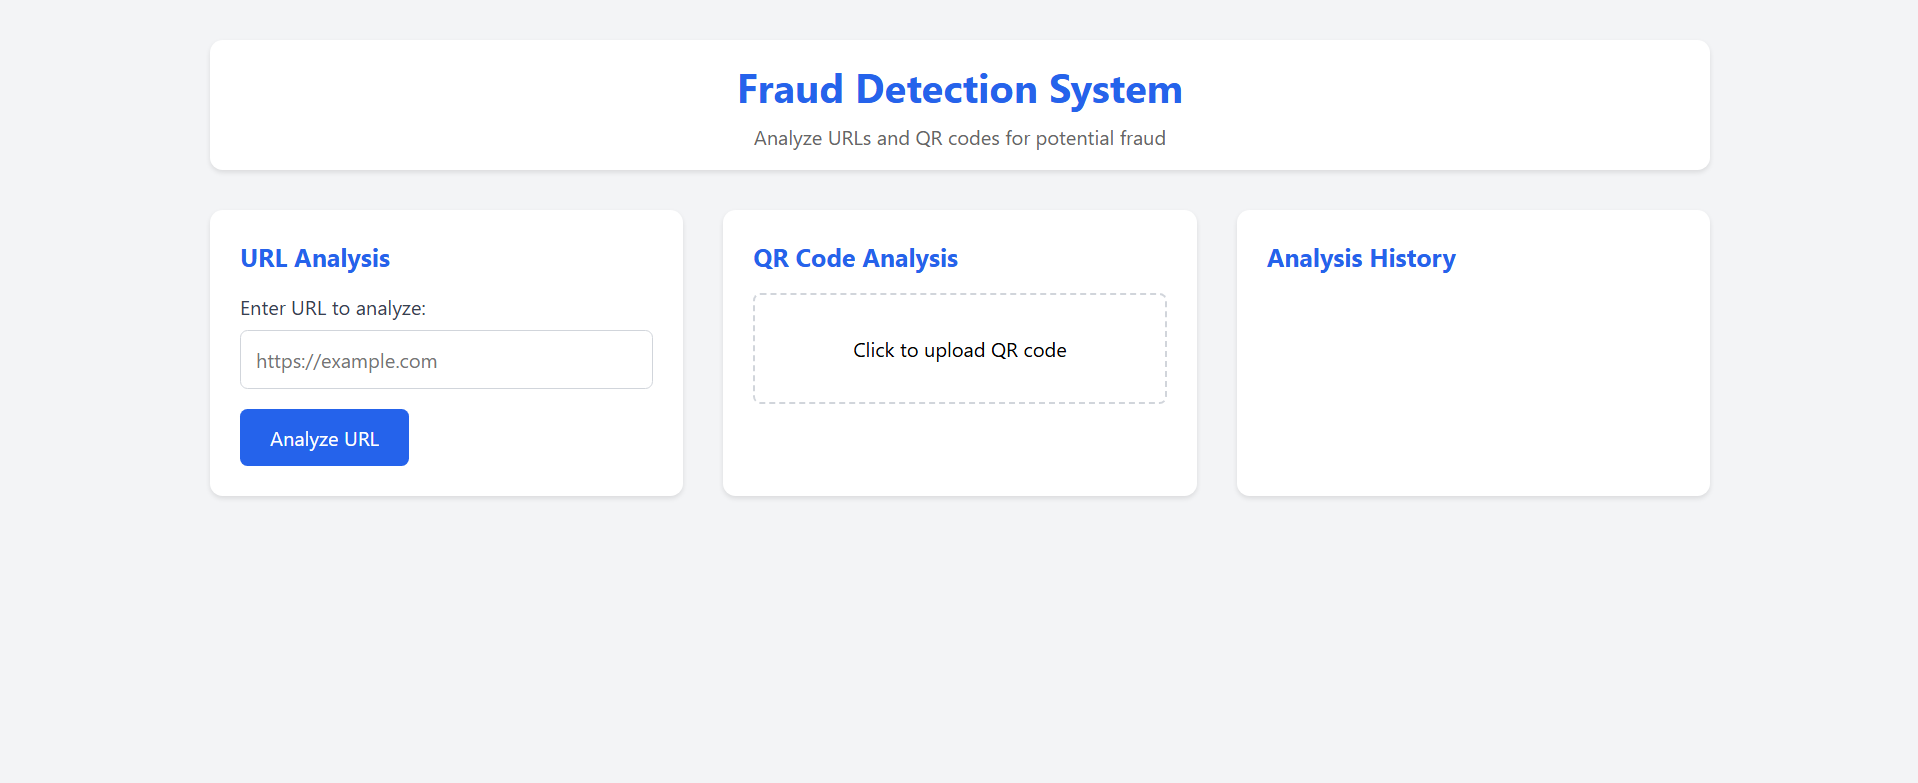 Fraud Detection System
Analyze URLs and QR codes for potential fraud
URL Analysis
Enter URL to analyze:
https://example.com
Analyze URL
QR Code Analysis
Click to upload QR code
Analysis History